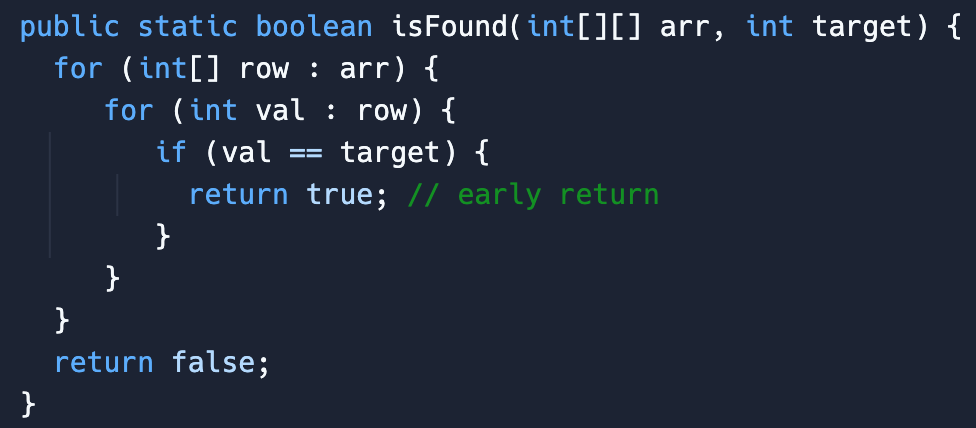 public static boolean isFound(int[][] arr, int target) {
  for (int[] row : arr) {
     for (int val : row) {
        if (val == target) {
          return true; // early return
        }
     }
  }
  return false;
}